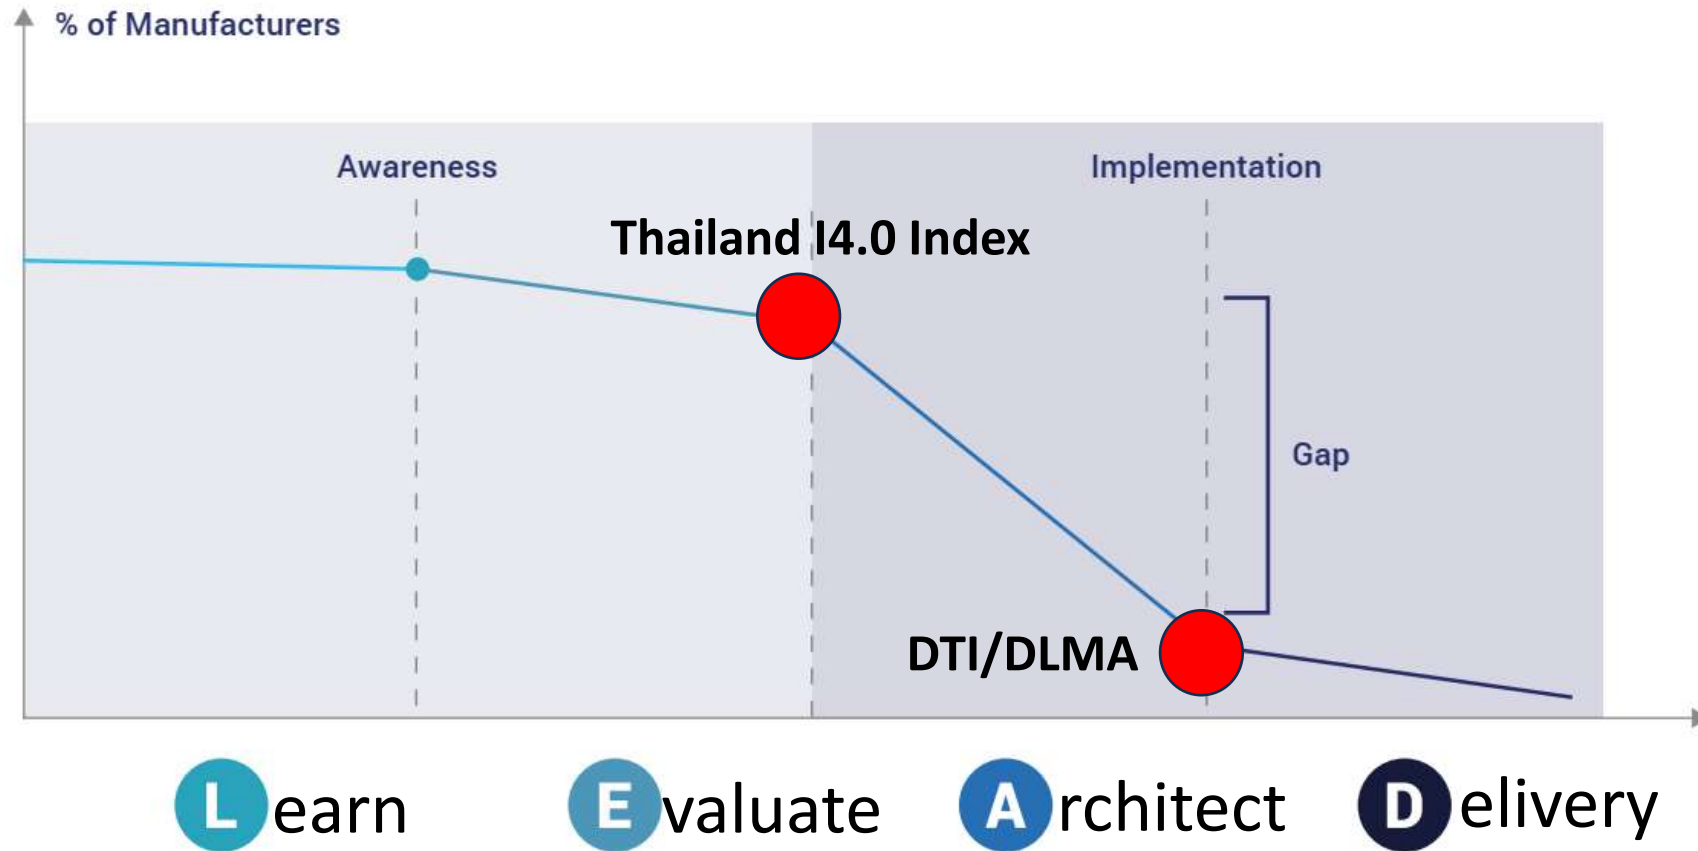 % of Manufacturers
Awareness
Implementation
Thailand I4.0 Index
Gap
DTI/DLMA
Learn
Evaluate
Architect
Delivery